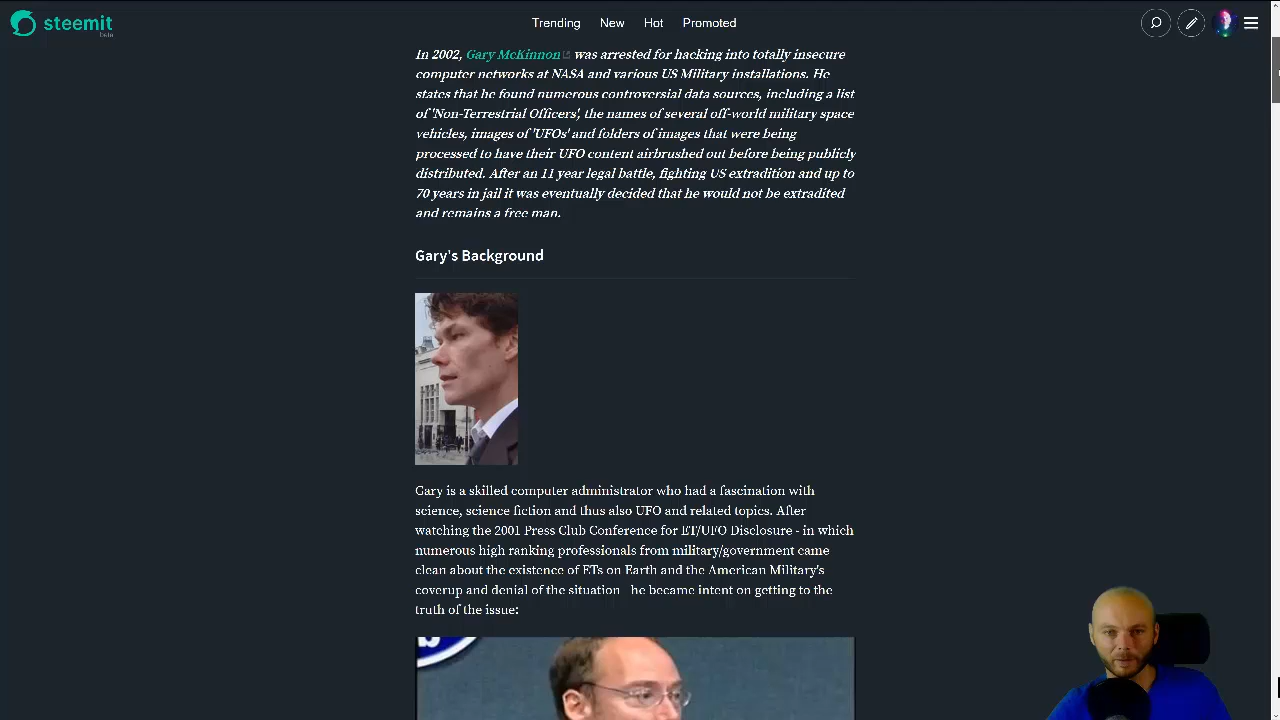 steemit
beta
Trending New Hot Promoted
In 2002, Gary McKinnon was arrested for hacking into totally insecure
computer networks at NASA and various US Military installations. He
states that he found numerous controversial data sources, including a list
of 'Non-Terrestrial Officers', the names of several off-world military space
vehicles, images of 'UFOs' and folders of images that were being
processed to have their UFO content airbrushed out before being publicly
distributed. After an 11 year legal battle, fighting US extradition and up to
70 years in jail it was eventually decided that he would not be extradited
and remains a free man.
Gary's Background
Gary is a skilled computer administrator who had a fascination with
science, science fiction and thus also UFO and related topics. After
watching the 2001 Press Club Conference for ET/UFO Disclosure - in which
numerous high ranking professionals from military/government came
clean about the existence of ETs on Earth and the American Military's
coverup and denial of the situation - he became intent on getting to the
truth of the issue: